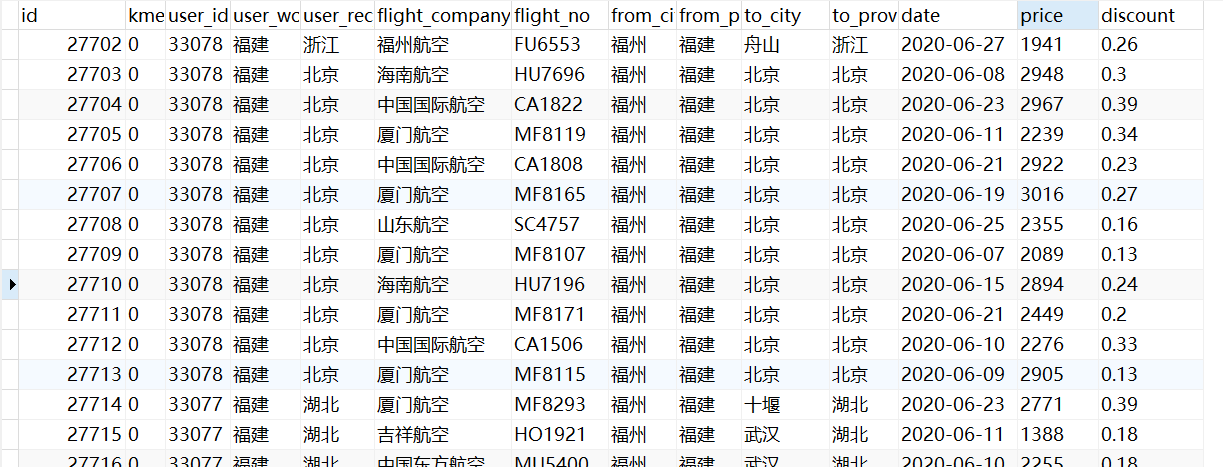 id kme user_id user_wo user_rec flight_company flight_no from_ci from_p to_city to_prov date price discount
27702 0 33078 福建 浙江 福州航空 FU6553 福州 福建 舟山 浙江 2020-06-27 1941 0.26
27703 0 33078 福建 北京 海南航空 HU7696 福州 福建 北京 北京 2020-06-08 2948 0.3
27704 0 33078 福建 北京 中国国际航空 CA1822 福州 福建 北京 北京 2020-06-23 2967 0.39
27705 0 33078 福建 北京 厦门航空 MF8119 福州 福建 北京 北京 2020-06-11 2239 0.34
27706 0 33078 福建 北京 中国国际航空 CA1808 福州 福建 北京 北京 2020-06-21 2922 0.23
27707 0 33078 福建 北京 厦门航空 MF8165 福州 福建 北京 北京 2020-06-19 3016 0.27
27708 0 33078 福建 北京 山东航空 SC4757 福州 福建 北京 北京 2020-06-25 2355 0.16
27709 0 33078 福建 北京 厦门航空 MF8107 福州 福建 北京 北京 2020-06-07 2089 0.13
27710 0 33078 福建 北京 海南航空 HU7196 福州 福建 北京 北京 2020-06-15 2894 0.24
27711 0 33078 福建 北京 厦门航空 MF8171 福州 福建 北京 北京 2020-06-21 2449 0.2
27712 0 33078 福建 北京 中国国际航空 CA1506 福州 福建 北京 北京 2020-06-10 2276 0.33
27713 0 33078 福建 北京 厦门航空 MF8115 福州 福建 北京 北京 2020-06-09 2905 0.13
27714 0 33077 福建 湖北 厦门航空 MF8293 福州 福建 十堰 湖北 2020-06-23 2771 0.39
27715 0 33077 福建 湖北 吉祥航空 HO1921 福州 福建 武汉 湖北 2020-06-11 1388 0.18
27716 0 33077 福建 湖北 中国东方航空 MU5400 福州 福建 武汉 湖北 2020-06-10 2255 0.18